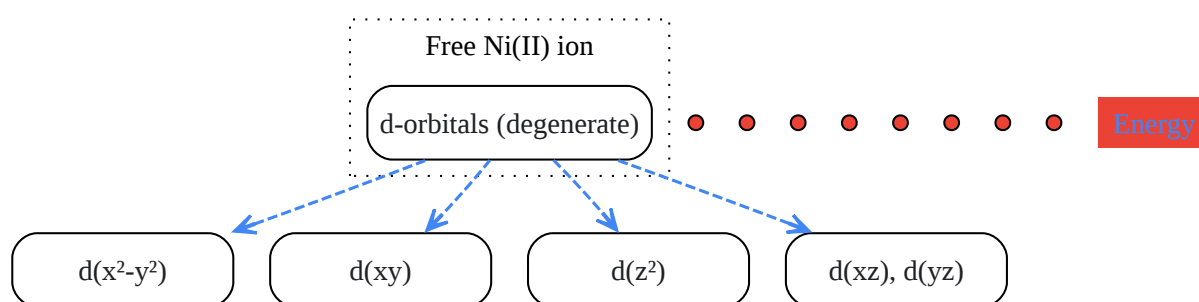 Free Ni(II) ion
d-orbitals (degenerate)
Energy
d(x²-y²)
d(xy)
d(z²)
d(xz), d(yz)